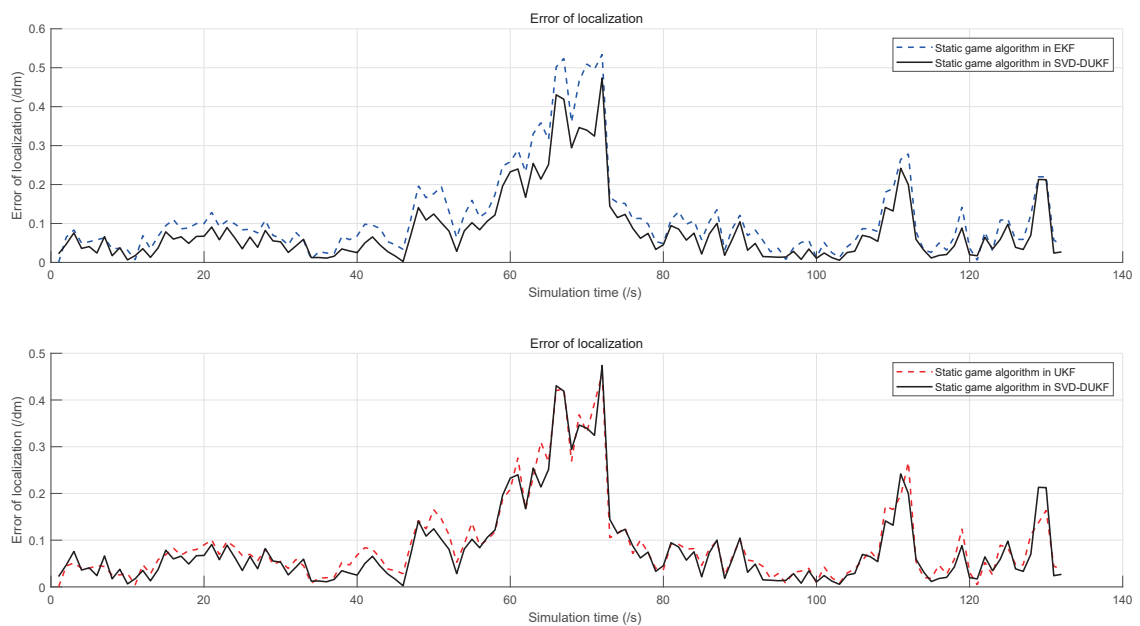 Error of localization
0.6
0.5
0.4
0.3
0.2
0.1
0
Error of localization (/dm)
Static game algorithm in EKF
Static game algorithm in SVD-DUKF
0 20 40 60 80 100 120 140
Simulation time (/s)
Error of localization
0.5
0.4
0.3
0.2
0.1
0
Error of localization (/dm)
Static game algorithm in UKF
Static game algorithm in SVD-DUKF
0 20 40 60 80 100 120 140
Simulation time (/s)